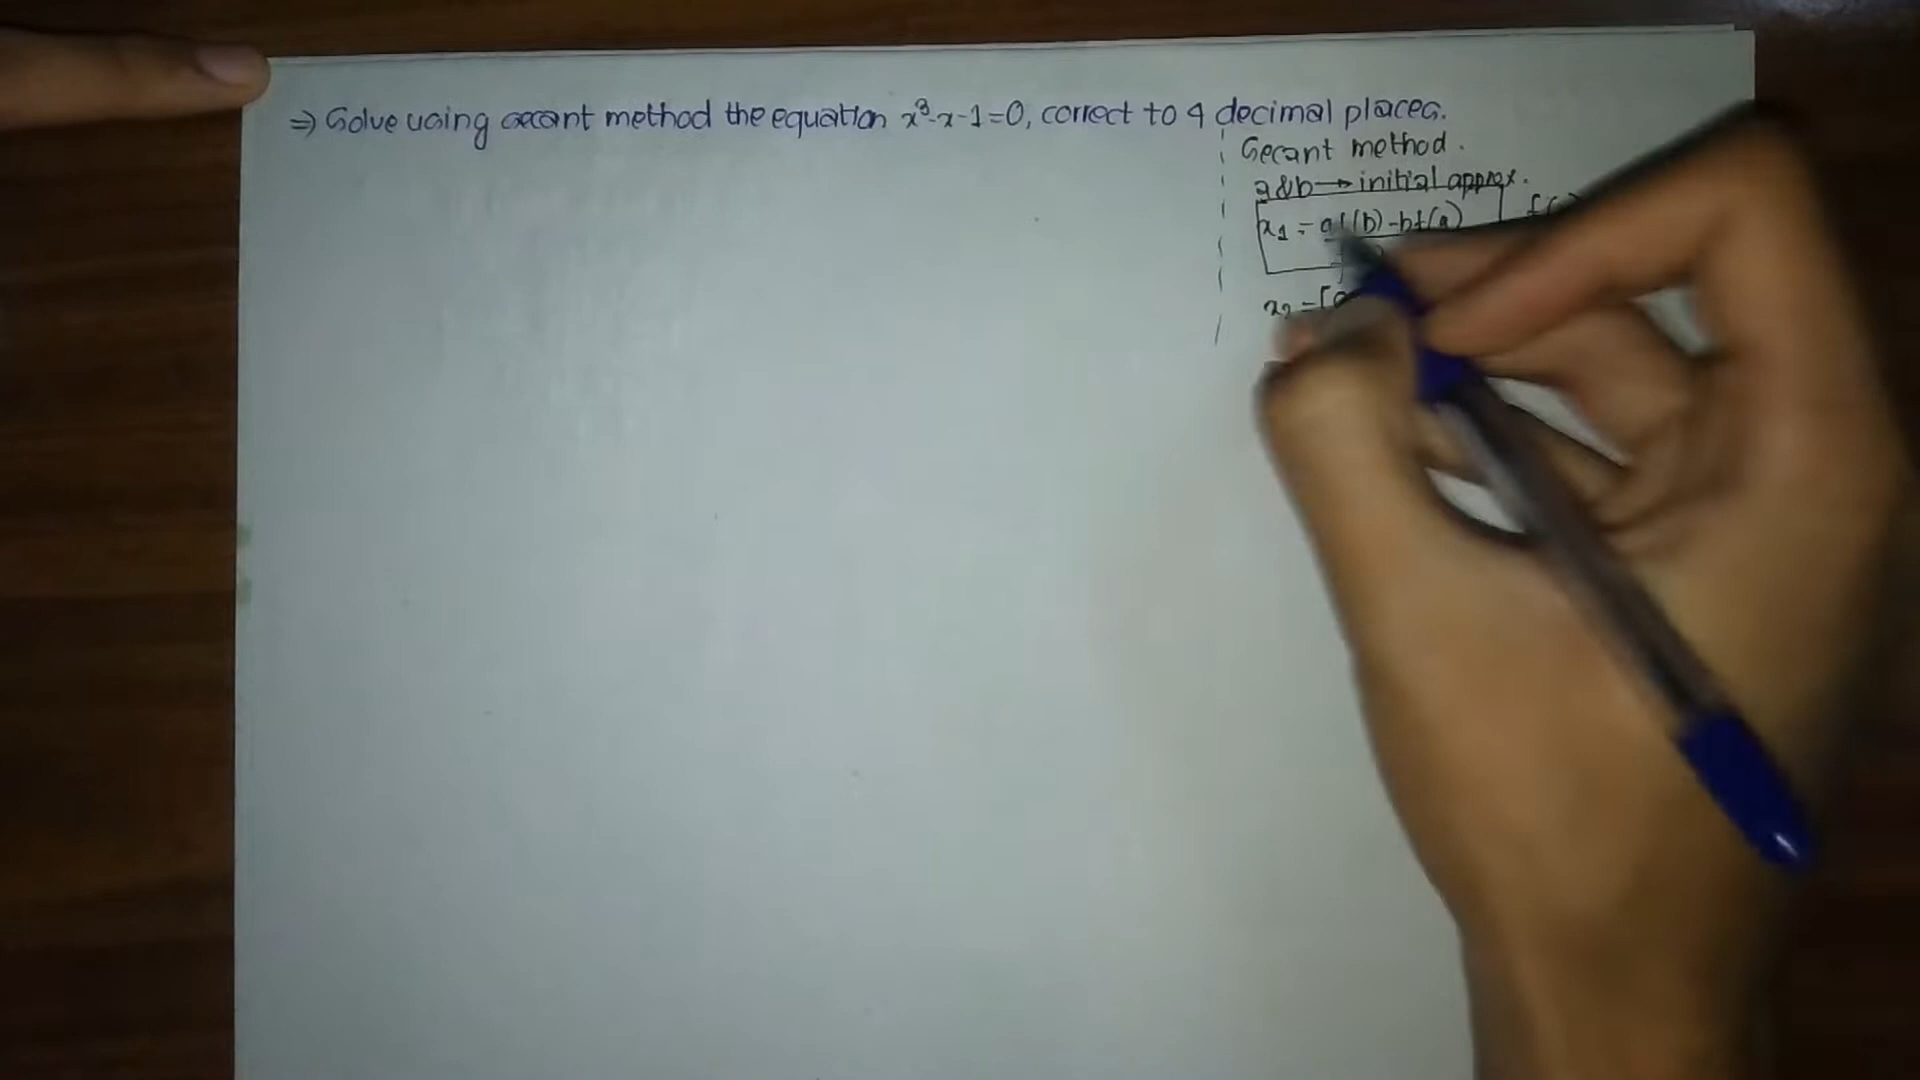 ⇒ Solve using secant method the equation x³-x-1=0, correct to 4 decimal places.
Secant method.
a & b → initial approx.
x₁ = af(b)-bf(a)
x₂ = [